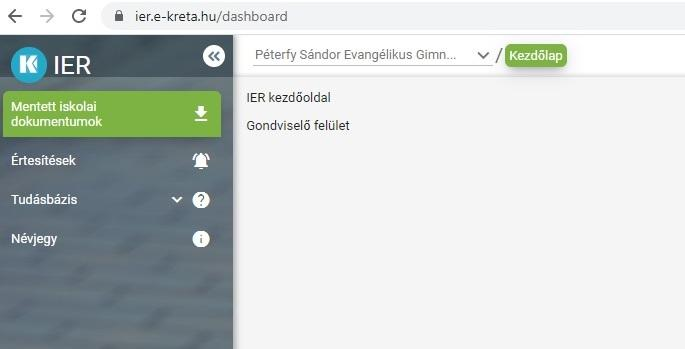 ier.e-kreta.hu/dashboard
IER
Péterfy Sándor Evangélikus Gimn... / Kezdőlap
Mentett iskolai
dokumentumok
Értesítések
Tudásbázis
Névjegy
IER kezdőoldal
Gondviselő felület